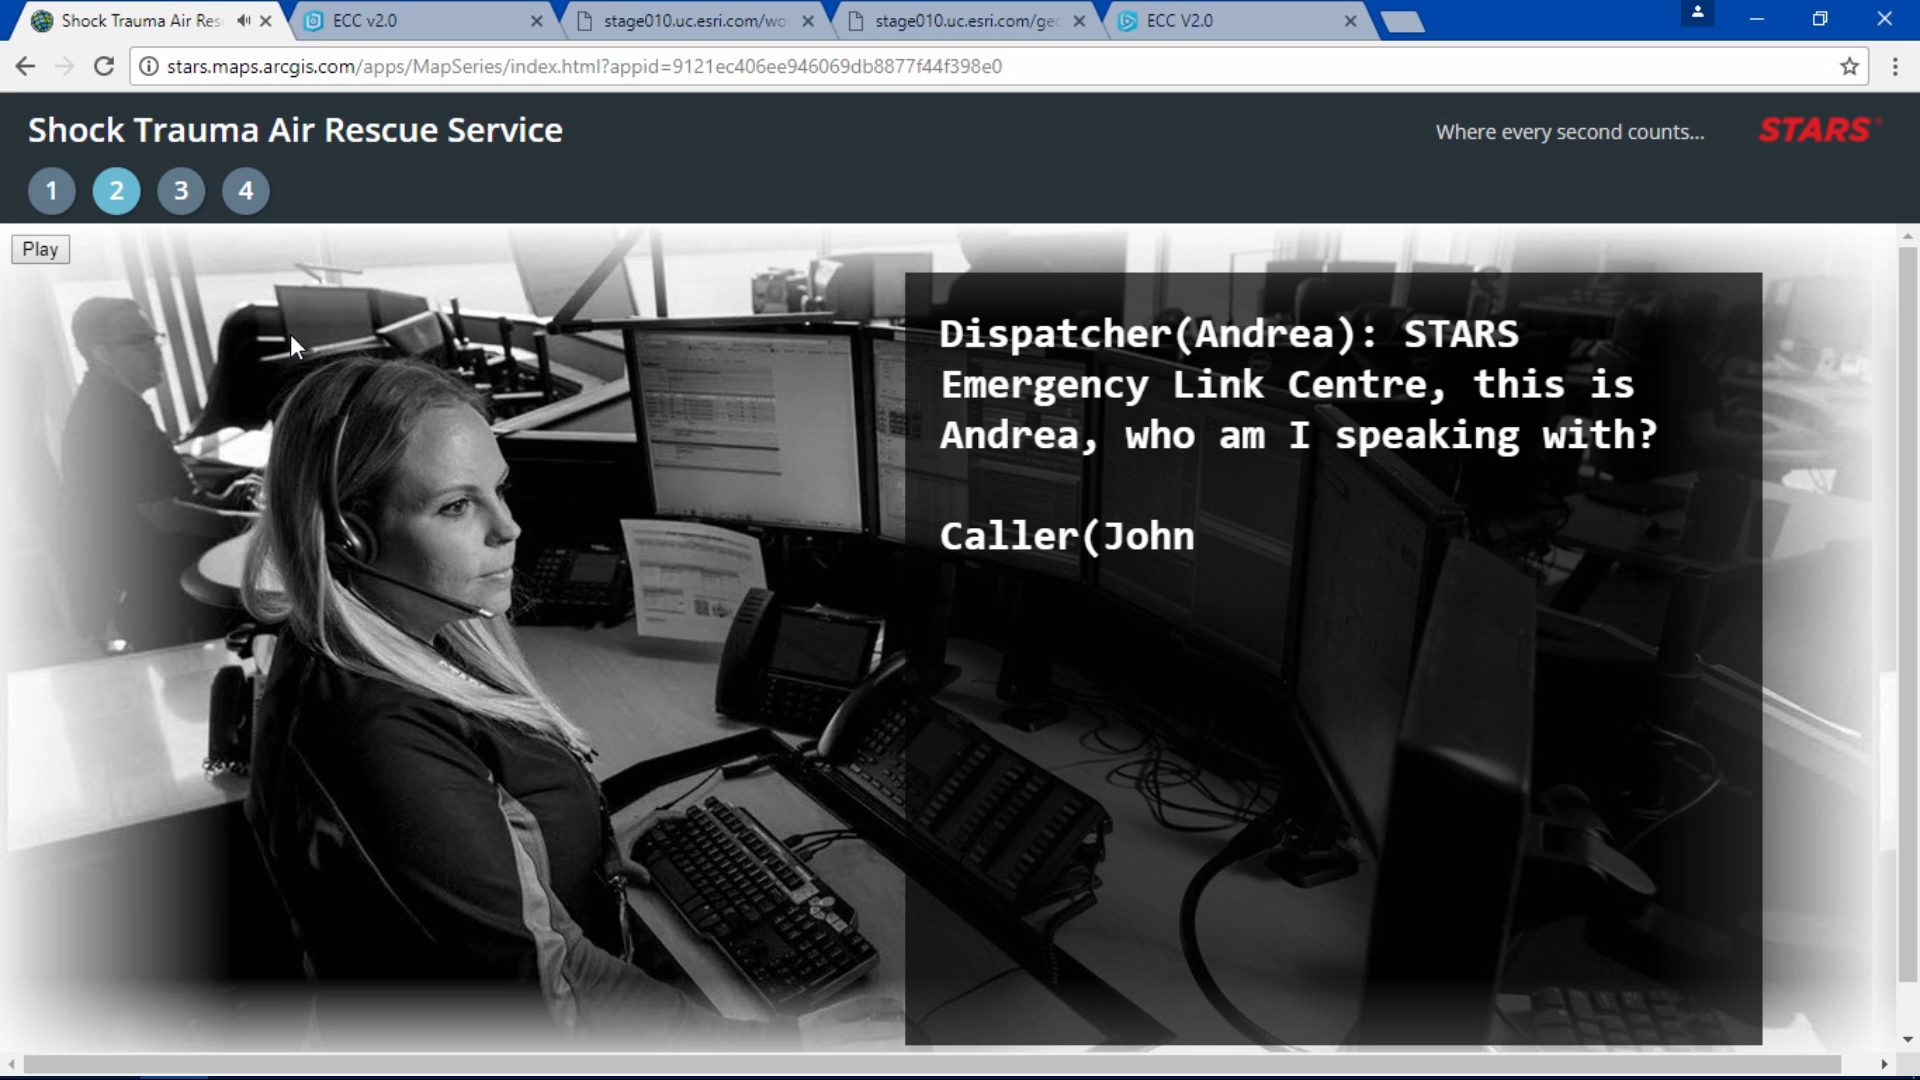 Shock Trauma Air Res
ECC v2.0
stage010.uc.esri.com/wo
stage010.uc.esri.com/geo
ECC V2.0
stars.maps.arcgis.com/apps/MapSeries/index.html?appid=9121ec406ee946069db8877f44f398e0
Shock Trauma Air Rescue Service
Where every second counts...
STARS
1 2 3 4
Play
Dispatcher(Andrea): STARS
Emergency Link Centre, this is
Andrea, who am I speaking with?
Caller(John